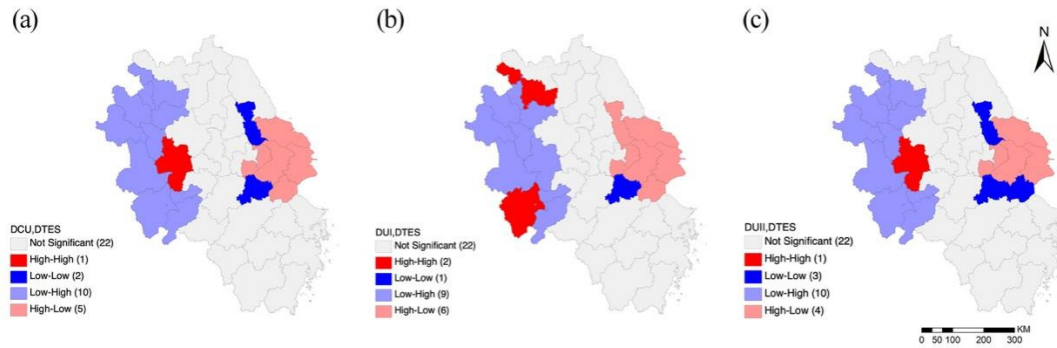 (a)
DCU,DTES
Not Significant (22)
High-High (1)
Low-Low (2)
Low-High (10)
High-Low (5)
(b)
DUI,DTES
Not Significant (22)
High-High (2)
Low-Low (1)
Low-High (9)
High-Low (6)
(c)
N
DUII,DTES
Not Significant (22)
High-High (1)
Low-Low (3)
Low-High (10)
High-Low (4)
KM
0 50 100 200 300